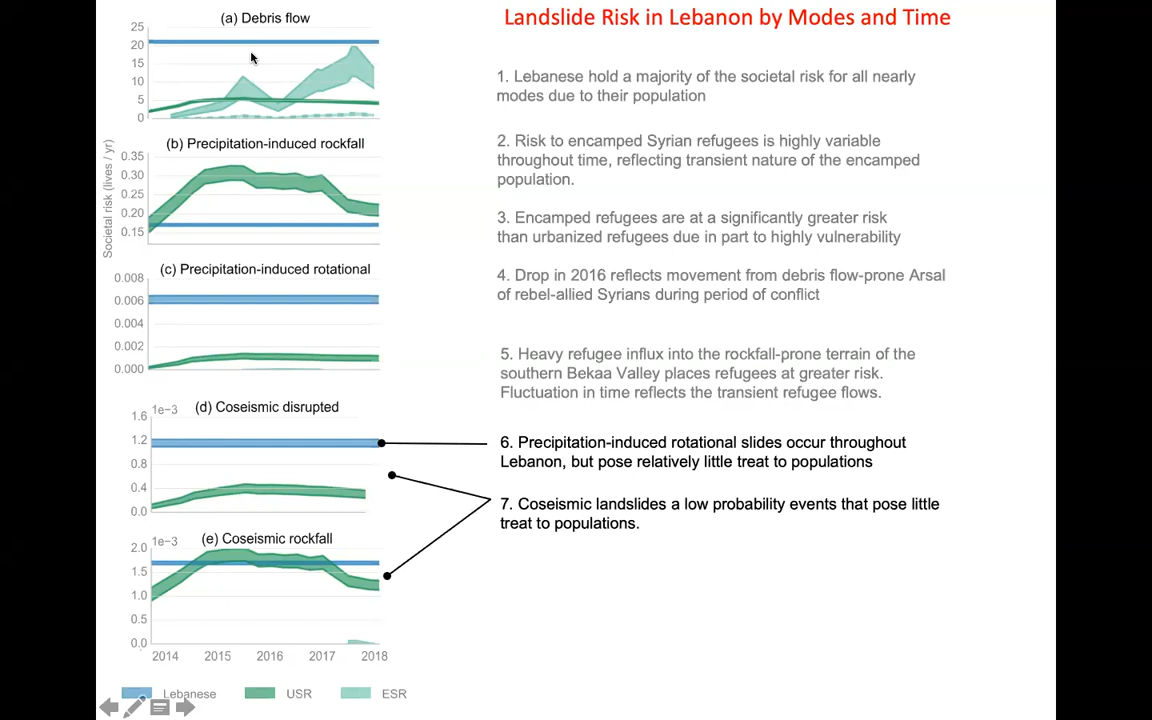 Landslide Risk in Lebanon by Modes and Time
(a) Debris flow
25
20
15
10
5
0
(b) Precipitation-induced rockfall
0.35
0.30
0.25
0.20
0.15
Societal risk (lives / yr)
(c) Precipitation-induced rotational
0.008
0.006
0.004
0.002
0.000
(d) Coseismic disrupted
1e−3
1.6
1.2
0.8
0.4
0.0
(e) Coseismic rockfall
1e−3
2.0
1.5
1.0
0.5
0.0
2014 2015 2016 2017 2018
Lebanese USR ESR
1. Lebanese hold a majority of the societal risk for all nearly
modes due to their population
2. Risk to encamped Syrian refugees is highly variable
throughout time, reflecting transient nature of the encamped
population.
3. Encamped refugees are at a significantly greater risk
than urbanized refugees due in part to highly vulnerability
4. Drop in 2016 reflects movement from debris flow-prone Arsal
of rebel-allied Syrians during period of conflict
5. Heavy refugee influx into the rockfall-prone terrain of the
southern Bekaa Valley places refugees at greater risk.
Fluctuation in time reflects the transient refugee flows.
6. Precipitation-induced rotational slides occur throughout
Lebanon, but pose relatively little treat to populations
7. Coseismic landslides a low probability events that pose little
treat to populations.